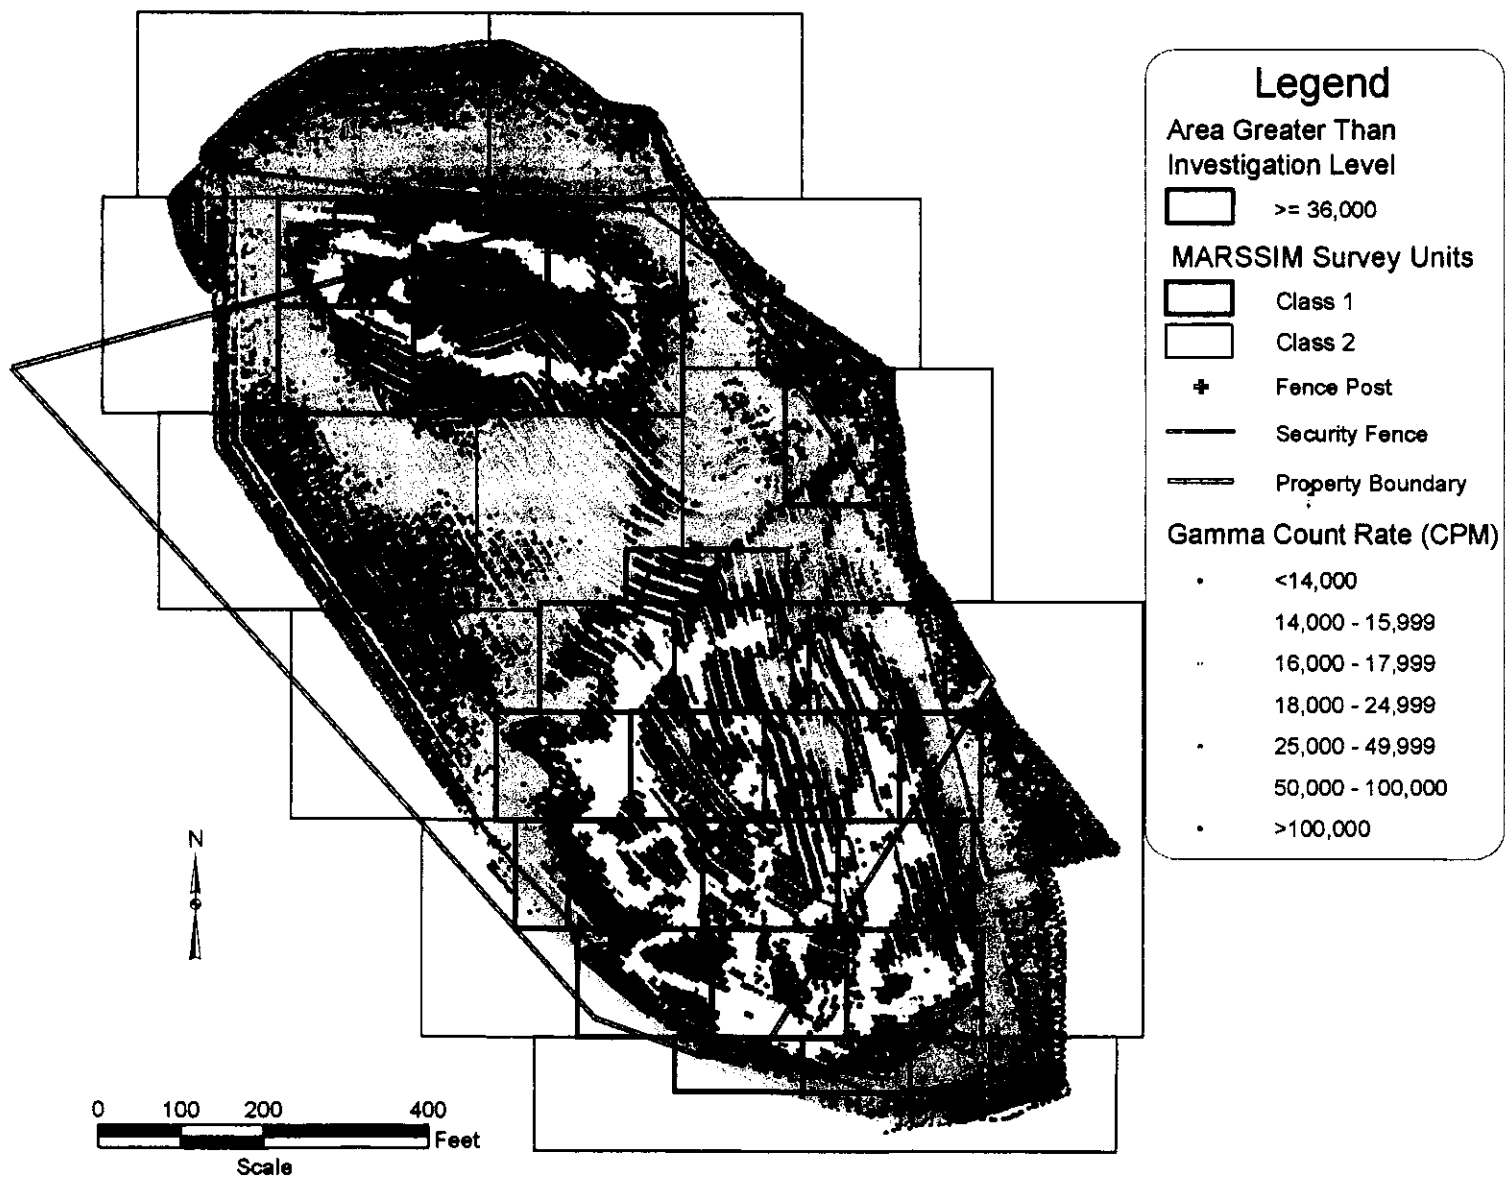 Legend
Area Greater Than
Investigation Level
>= 36,000
MARSSIM Survey Units
Class 1
Class 2
Fence Post
Security Fence
Property Boundary
Gamma Count Rate (CPM)
<14,000
14,000 - 15,999
16,000 - 17,999
18,000 - 24,999
25,000 - 49,999
50,000 - 100,000
>100,000
N
0 100 200 400
Feet
Scale